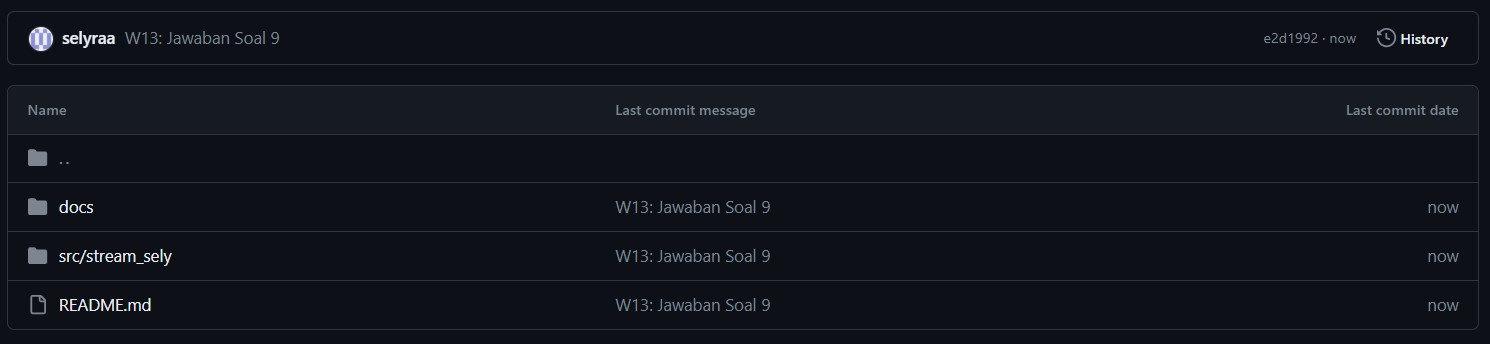 selyraa W13: Jawaban Soal 9 e2d1992 · now History
Name Last commit message Last commit date
..
docs W13: Jawaban Soal 9 now
src/stream_sely W13: Jawaban Soal 9 now
README.md W13: Jawaban Soal 9 now